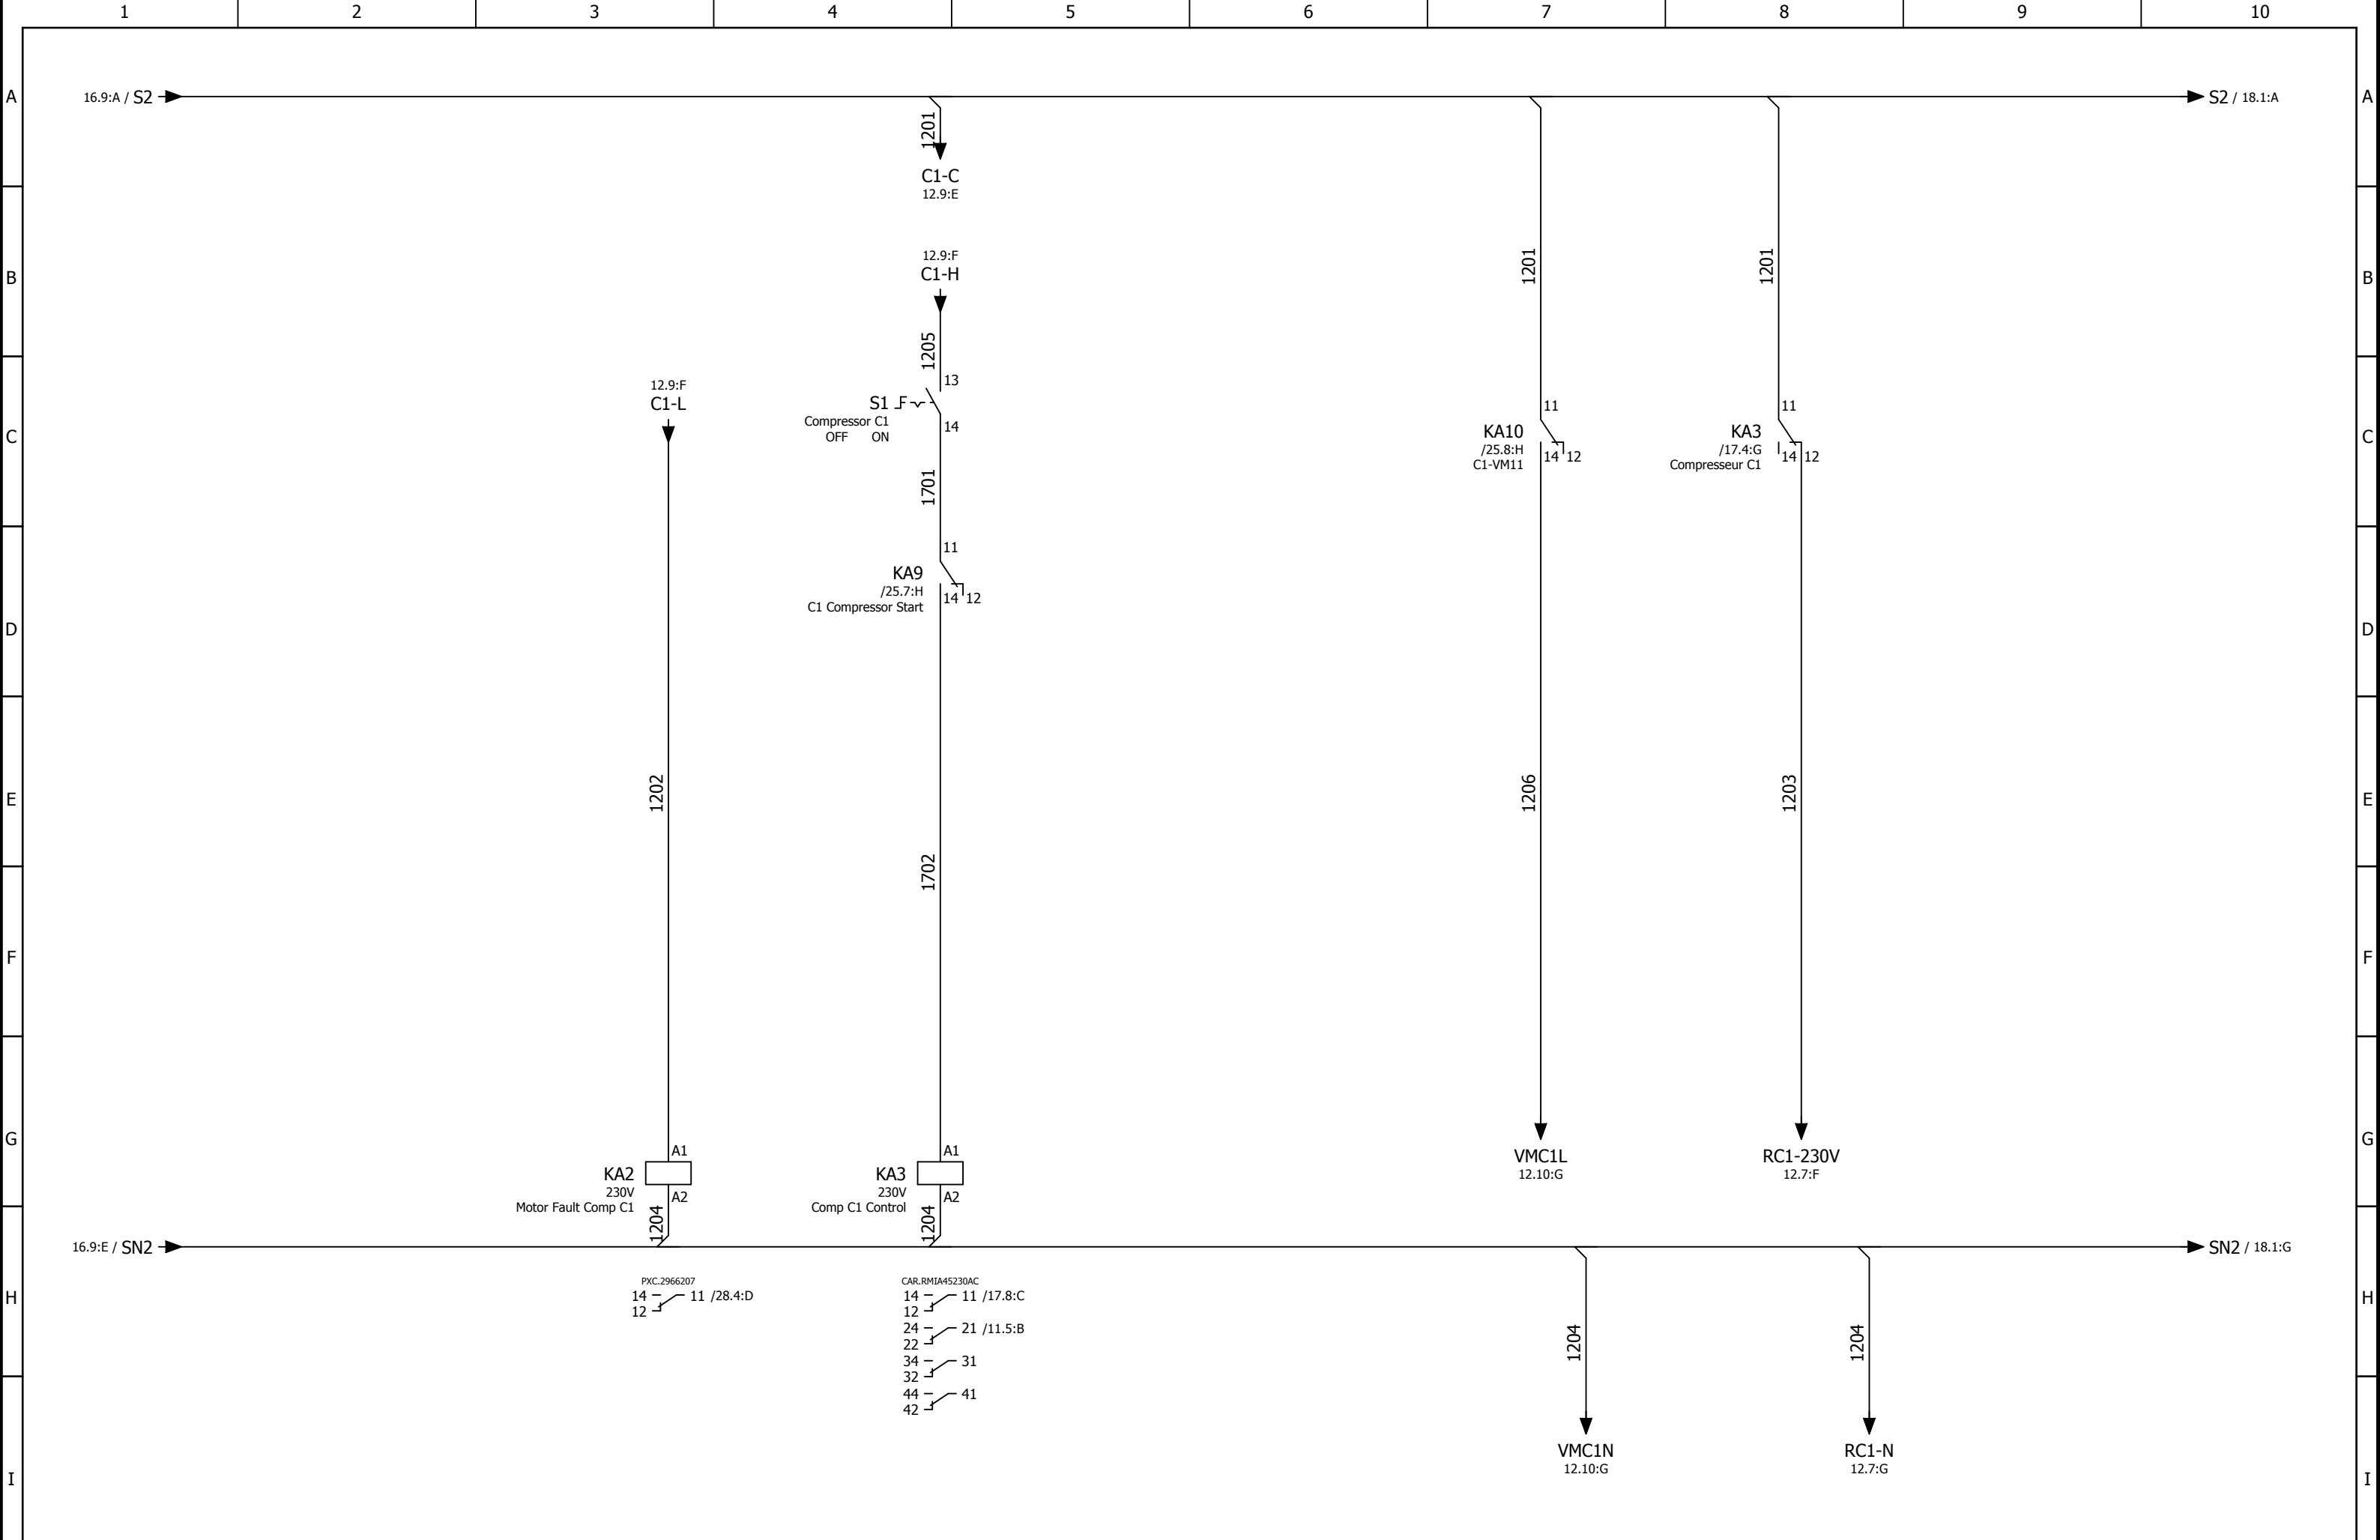 1 2 3 4 5 6 7 8 9 10
A 16.9:A / S2 S2 / 18.1:A A
1201
C1-C
12.9:E
12.9:F
C1-H
B 1201 1201 B
1205
12.9:F
C1-L
13
S1
Compressor C1
OFF ON
14
C C
11
KA10
/25.8:H
C1-VM11
14 12
11
KA3
/17.4:G
Compresseur C1
14 12
1701
11
KA9
/25.7:H
C1 Compressor Start
14 12
D D
E 1202 1206 1203 E
1702
F F
G G
A1
KA2
230V
Motor Fault Comp C1
A2
1204
A1
KA3
230V
Comp C1 Control
A2
1204
VMC1L
12.10:G
RC1-230V
12.7:F
16.9:E / SN2 SN2 / 18.1:G
H H
PXC.2966207
14 11 /28.4:D
12
CAR.RMIA45230AC
14 11 /17.8:C
12
24 21 /11.5:B
22
34 31
32
44 41
42
1204 1204
VMC1N
12.10:G
RC1-N
12.7:G
I I